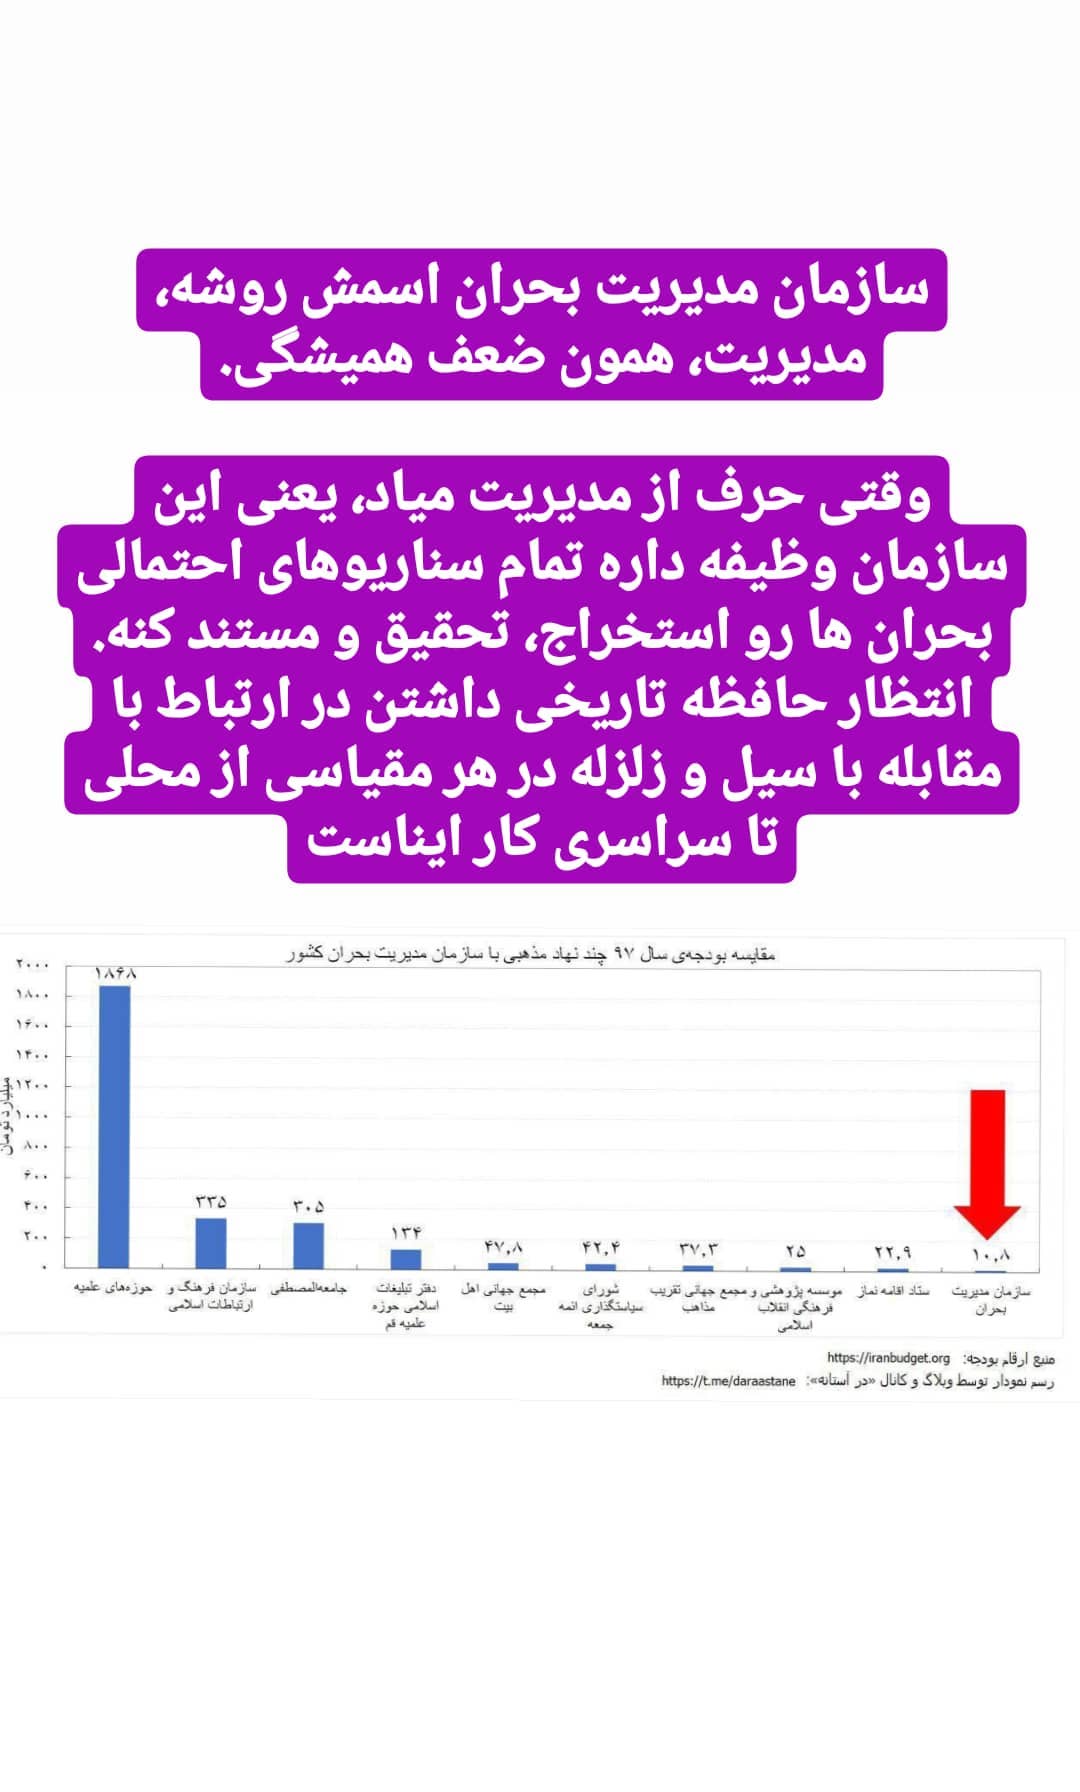 سازمان مدیریت بحران اسمش روشه،
مدیریت، همون ضعف همیشگی.
وقتی حرف از مدیریت میاد، یعنی این
سازمان وظیفه داره تمام سناریوهای احتمالی
بحران ها رو استخراج، تحقیق و مستند کنه.
انتظار حافظه تاریخی داشتن در ارتباط با
مقابله با سیل و زلزله در هر مقیاسی از محلی
تا سراسری کار ایناست
مقایسه بودجه‌ی سال ۹۷ چند نهاد مذهبی با سازمان مدیریت بحران کشور
میلیارد تومان
۲۰۰۰
۱۸۰۰
۱۶۰۰
۱۴۰۰
۱۲۰۰
۱۰۰۰
۸۰۰
۶۰۰
۴۰۰
۲۰۰
۰
۱۸۶۸
۳۳۵
۳۰۵
۱۳۴
۴۷,۸
۴۲,۴
۳۷,۳
۲۵
۲۲,۹
۱۰,۸
حوزه‌های علمیه
سازمان فرهنگ و
ارتباطات اسلامی
جامعه‌المصطفی
دفتر تبلیغات
اسلامی حوزه
علمیه قم
مجمع جهانی اهل
بیت
شورای
سیاستگذاری ائمه
جمعه
مجمع جهانی تقریب
مذاهب
موسسه پژوهشی و
فرهنگی انقلاب
اسلامی
ستاد اقامه نماز
سازمان مدیریت
بحران
منبع ارقام بودجه: https://iranbudget.org
رسم نمودار توسط وبلاگ و کانال «در آستانه»: https://t.me/daraastane